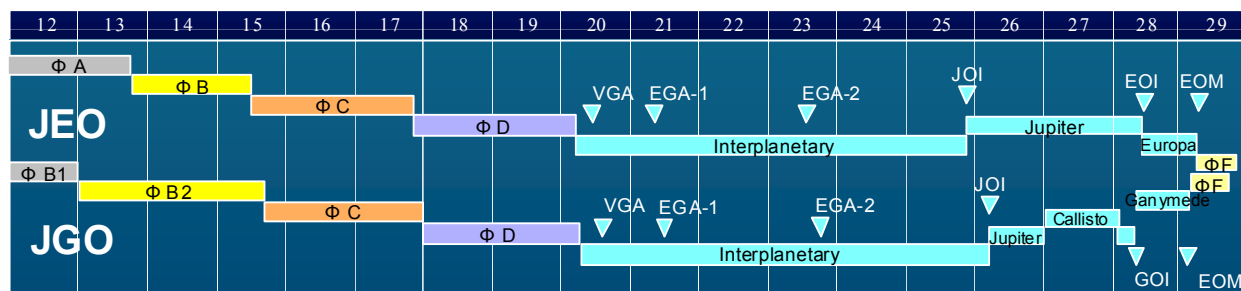 12 13 14 15 16 17 18 19 20 21 22 23 24 25 26 27 28 29
Φ A
JOI EOI EOM
Φ B VGA EGA-1 EGA-2
Φ C
JEO Φ D Jupiter
Interplanetary Europa
Φ B1 ΦF
Φ B2 JOI ΦF
VGA EGA-1 EGA-2 Ganymede
Φ C Callisto
JGO Φ D Jupiter
Interplanetary
GOI EOM